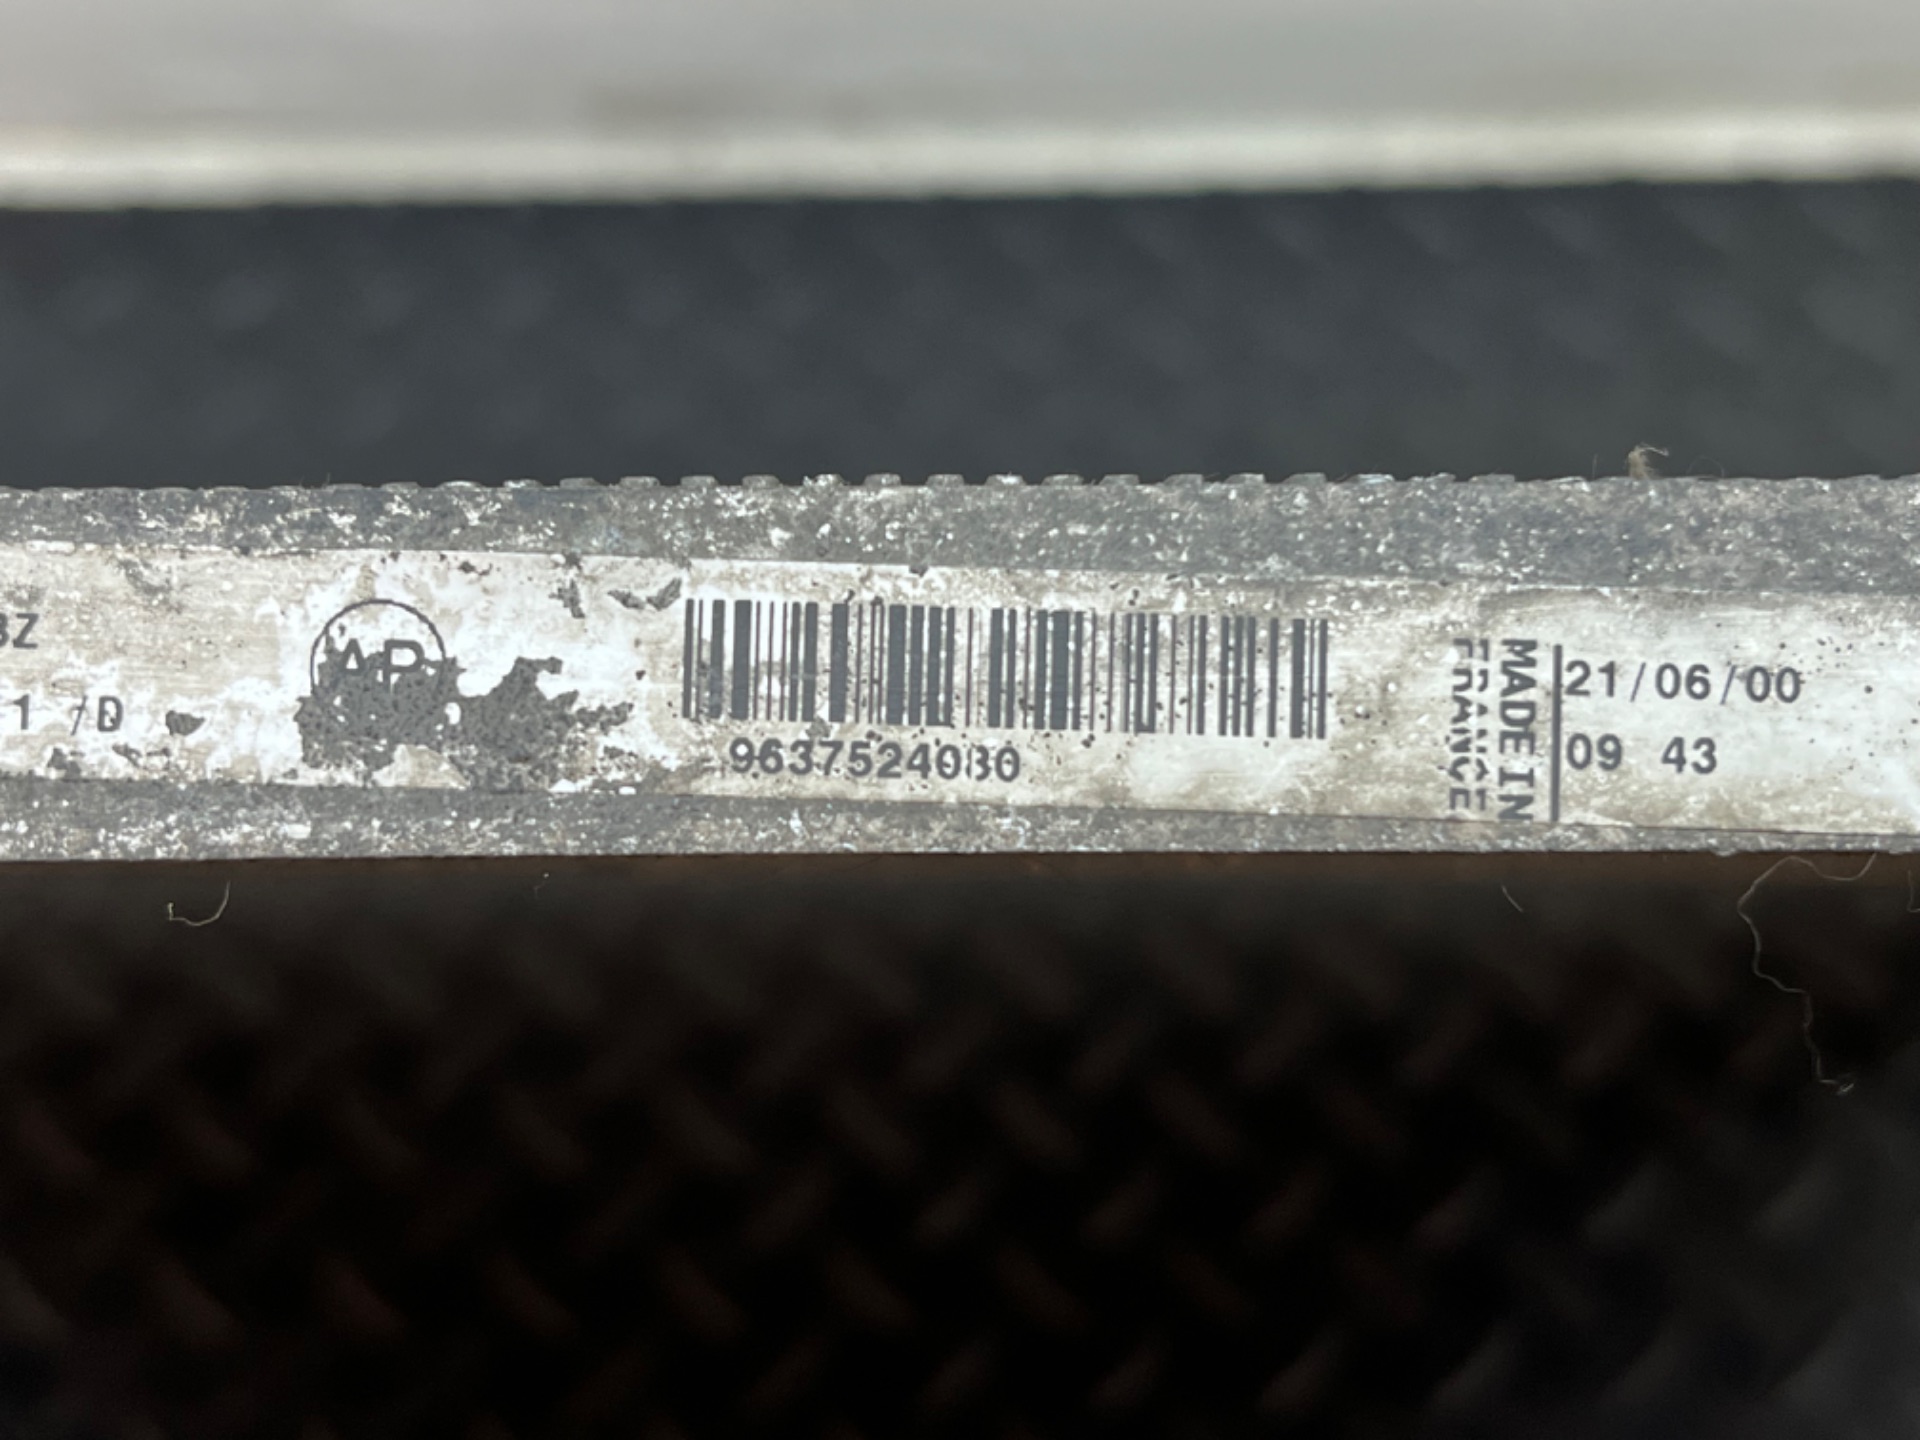 3Z
1 /D
AP
9637524080
MADE IN
FRANCE
21/06/00
09 43